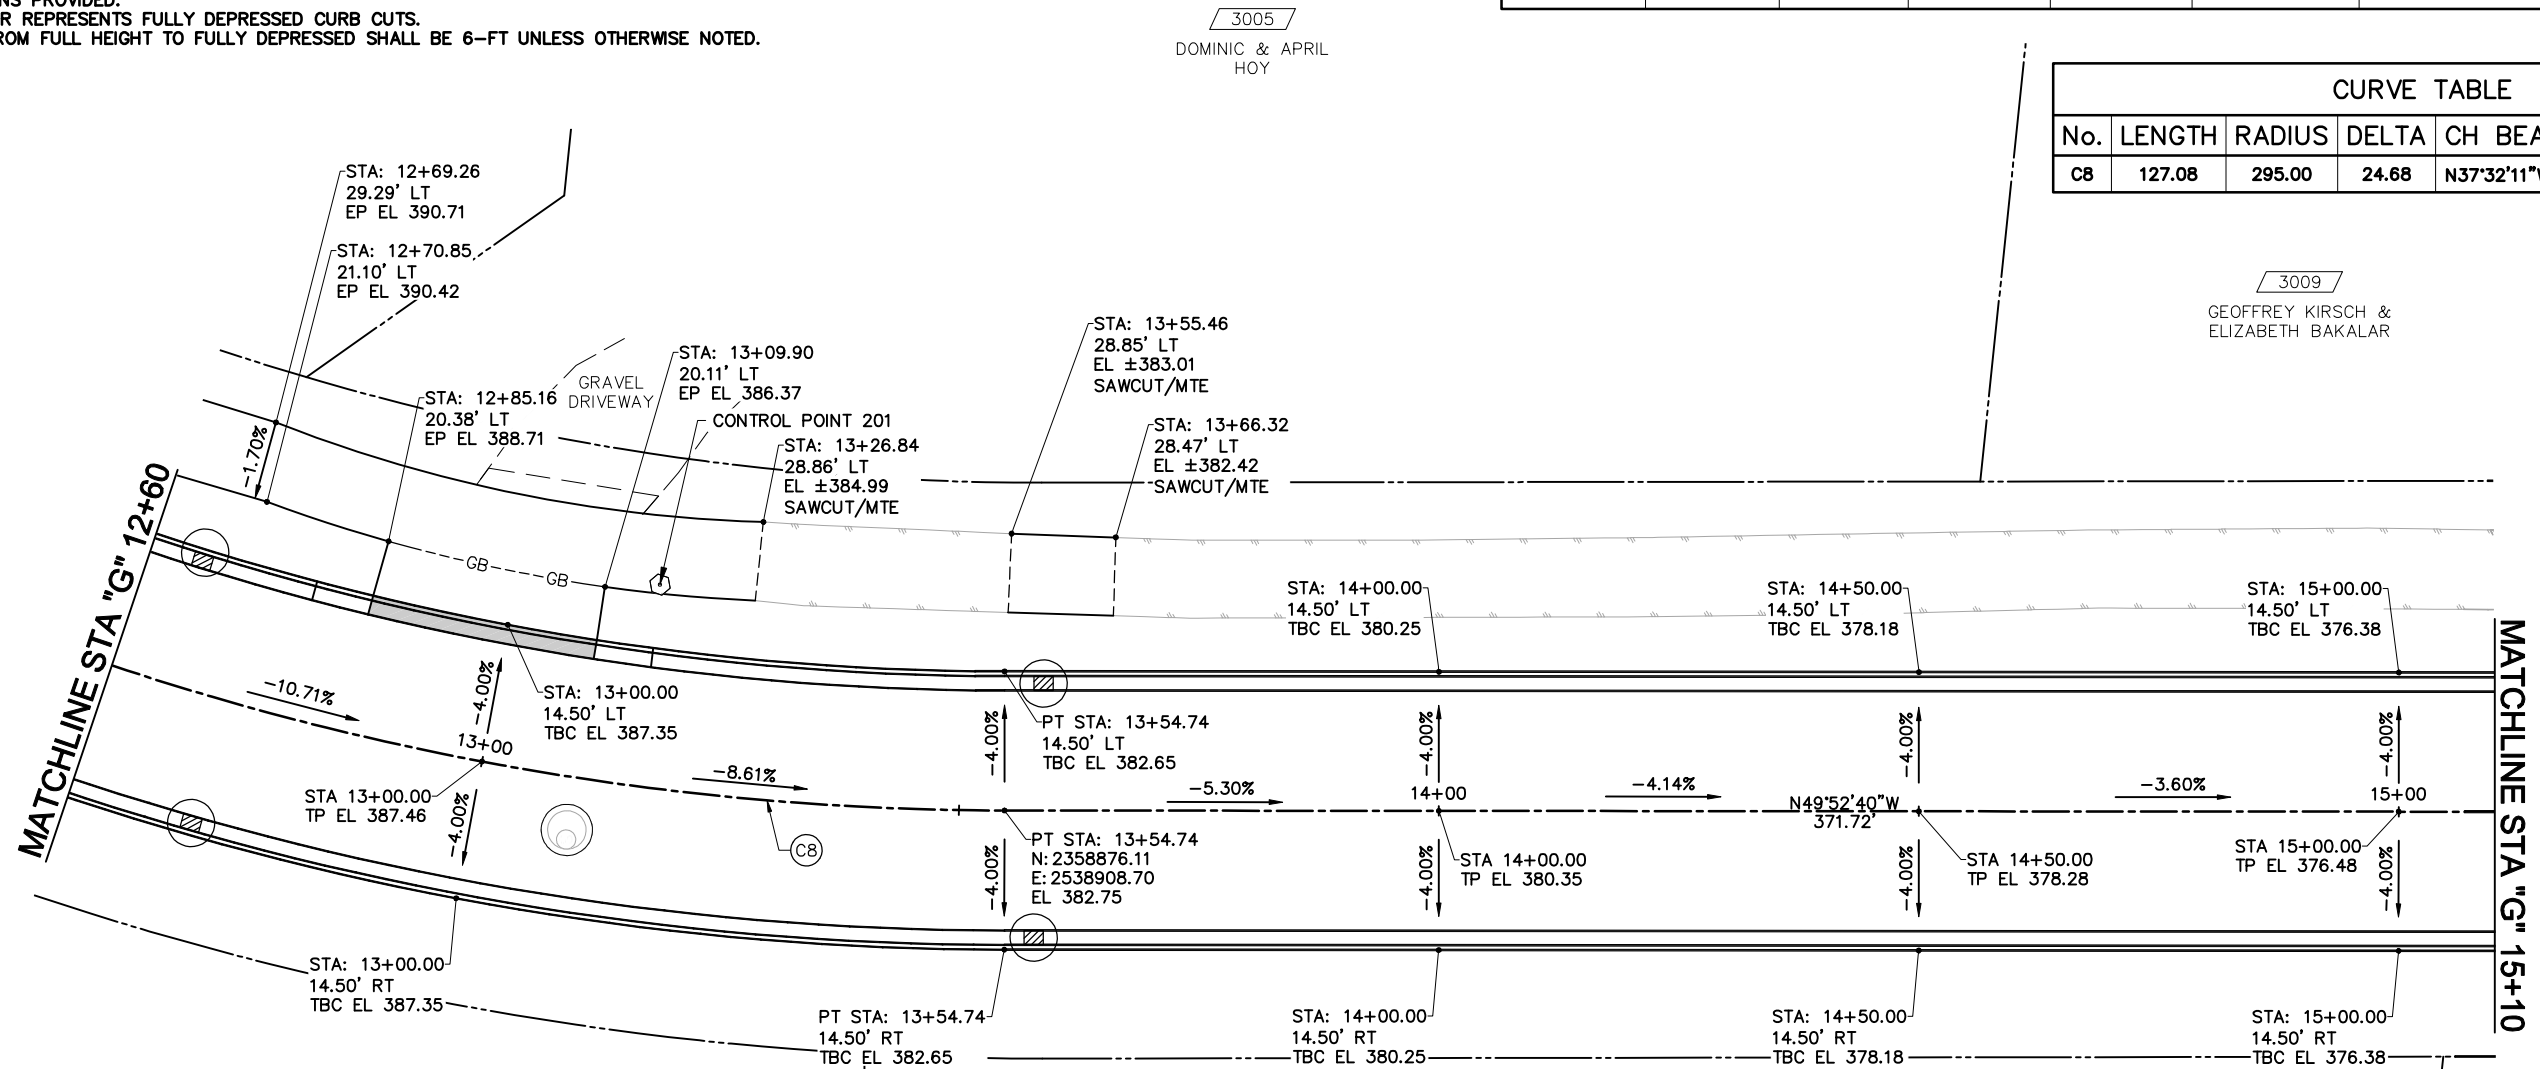 NS PROVIDED.
R REPRESENTS FULLY DEPRESSED CURB CUTS.
ROM FULL HEIGHT TO FULLY DEPRESSED SHALL BE 6-FT UNLESS OTHERWISE NOTED.
3005
DOMINIC & APRIL
HOY
CURVE TABLE
No. LENGTH RADIUS DELTA CH BEA
C8 127.08 295.00 24.68 N37°32'11"W
3009
GEOFFREY KIRSCH &
ELIZABETH BAKALAR
STA: 12+69.26
29.29' LT
EP EL 390.71
STA: 12+70.85
21.10' LT
EP EL 390.42
STA: 12+85.16
20.38' LT
EP EL 388.71
GRAVEL
DRIVEWAY
STA: 13+09.90
20.11' LT
EP EL 386.37
CONTROL POINT 201
STA: 13+26.84
28.86' LT
EL ±384.99
SAWCUT/MTE
STA: 13+55.46
28.85' LT
EL ±383.01
SAWCUT/MTE
STA: 13+66.32
28.47' LT
EL ±382.42
SAWCUT/MTE
-1.70%
MATCHLINE STA "G" 12+60
GB
GB
STA: 14+00.00
14.50' LT
TBC EL 380.25
STA: 14+50.00
14.50' LT
TBC EL 378.18
STA: 15+00.00
14.50' LT
TBC EL 376.38
MATCHLINE STA "G" 15+10
-10.71%
-4.00%
13+00
STA: 13+00.00
14.50' LT
TBC EL 387.35
STA 13+00.00
TP EL 387.46
-4.00%
-8.61%
C8
-4.00%
PT STA: 13+54.74
14.50' LT
TBC EL 382.65
-5.30%
-4.00%
14+00
-4.14%
N49°52'40"W
371.72'
-4.00%
-3.60%
-4.00%
15+00
-4.00%
PT STA: 13+54.74
N: 2358876.11
E: 2538908.70
EL 382.75
-4.00%
STA 14+00.00
TP EL 380.35
-4.00%
STA 14+50.00
TP EL 378.28
STA 15+00.00
TP EL 376.48
-4.00%
STA: 13+00.00
14.50' RT
TBC EL 387.35
PT STA: 13+54.74
14.50' RT
TBC EL 382.65
STA: 14+00.00
14.50' RT
TBC EL 380.25
STA: 14+50.00
14.50' RT
TBC EL 378.18
STA: 15+00.00
14.50' RT
TBC EL 376.38